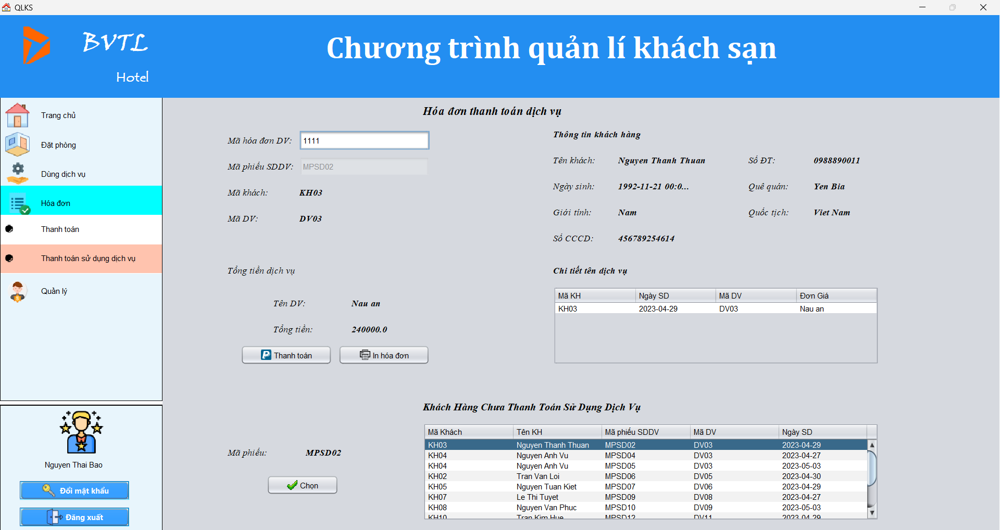 QLKS
BVTL
Hotel
Chương trình quản lí khách sạn
Trang chủ
Đặt phòng
Dùng dịch vụ
Hóa đơn
Thanh toán
Thanh toán sử dụng dịch vụ
Quản lý
Nguyen Thai Bao
Đổi mật khẩu
Đăng xuất
Hóa đơn thanh toán dịch vụ
Mã hóa đơn DV: 1111
Mã phiếu SDDV: MPSD02
Mã khách: KH03
Mã DV: DV03
Thông tin khách hàng
Tên khách: Nguyen Thanh Thuan Số ĐT: 0988890011
Ngày sinh: 1992-11-21 00:0... Quê quán: Yen Bia
Giới tính: Nam Quốc tịch: Viet Nam
Số CCCD: 456789254614
Tổng tiền dịch vụ
Tên DV: Nau an
Tổng tiền: 240000.0
Thanh toán In hóa đơn
Chi tiết tên dịch vụ
Mã KH Ngày SD Mã DV Đơn Giá
KH03 2023-04-29 DV03 Nau an
Khách Hàng Chưa Thanh Toán Sử Dụng Dịch Vụ
Mã phiếu: MPSD02
Chọn
Mã Khách Tên KH Mã phiếu SDDV Mã DV Ngày SD
KH03 Nguyen Thanh Thuan MPSD02 DV03 2023-04-29
KH04 Nguyen Anh Vu MPSD04 DV03 2023-04-27
KH04 Nguyen Anh Vu MPSD05 DV03 2023-05-03
KH02 Tran Van Loi MPSD06 DV05 2023-04-30
KH05 Nguyen Tuan Kiet MPSD07 DV06 2023-04-29
KH07 Le Thi Tuyet MPSD09 DV08 2023-04-27
KH08 Nguyen Van Phuc MPSD10 DV09 2023-05-03
KH10 Tran Kim Hue MPSD12 DV11 2023-04-29